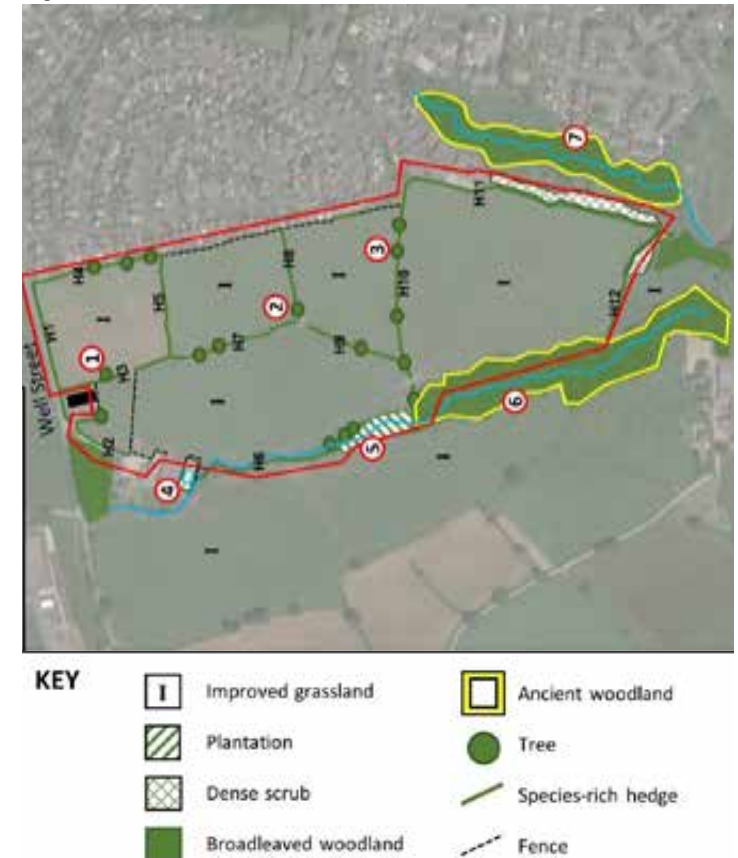 7
H11
H4
3
H8
H5
I
I
H10
I
2
H1
I
H12
I
1
H7
H9
H3
Well Street
I
6
H2
5
4
H6
I
I
KEY
I Improved grassland
Plantation
Dense scrub
Broadleaved woodland
Ancient woodland
Tree
Species-rich hedge
Fence